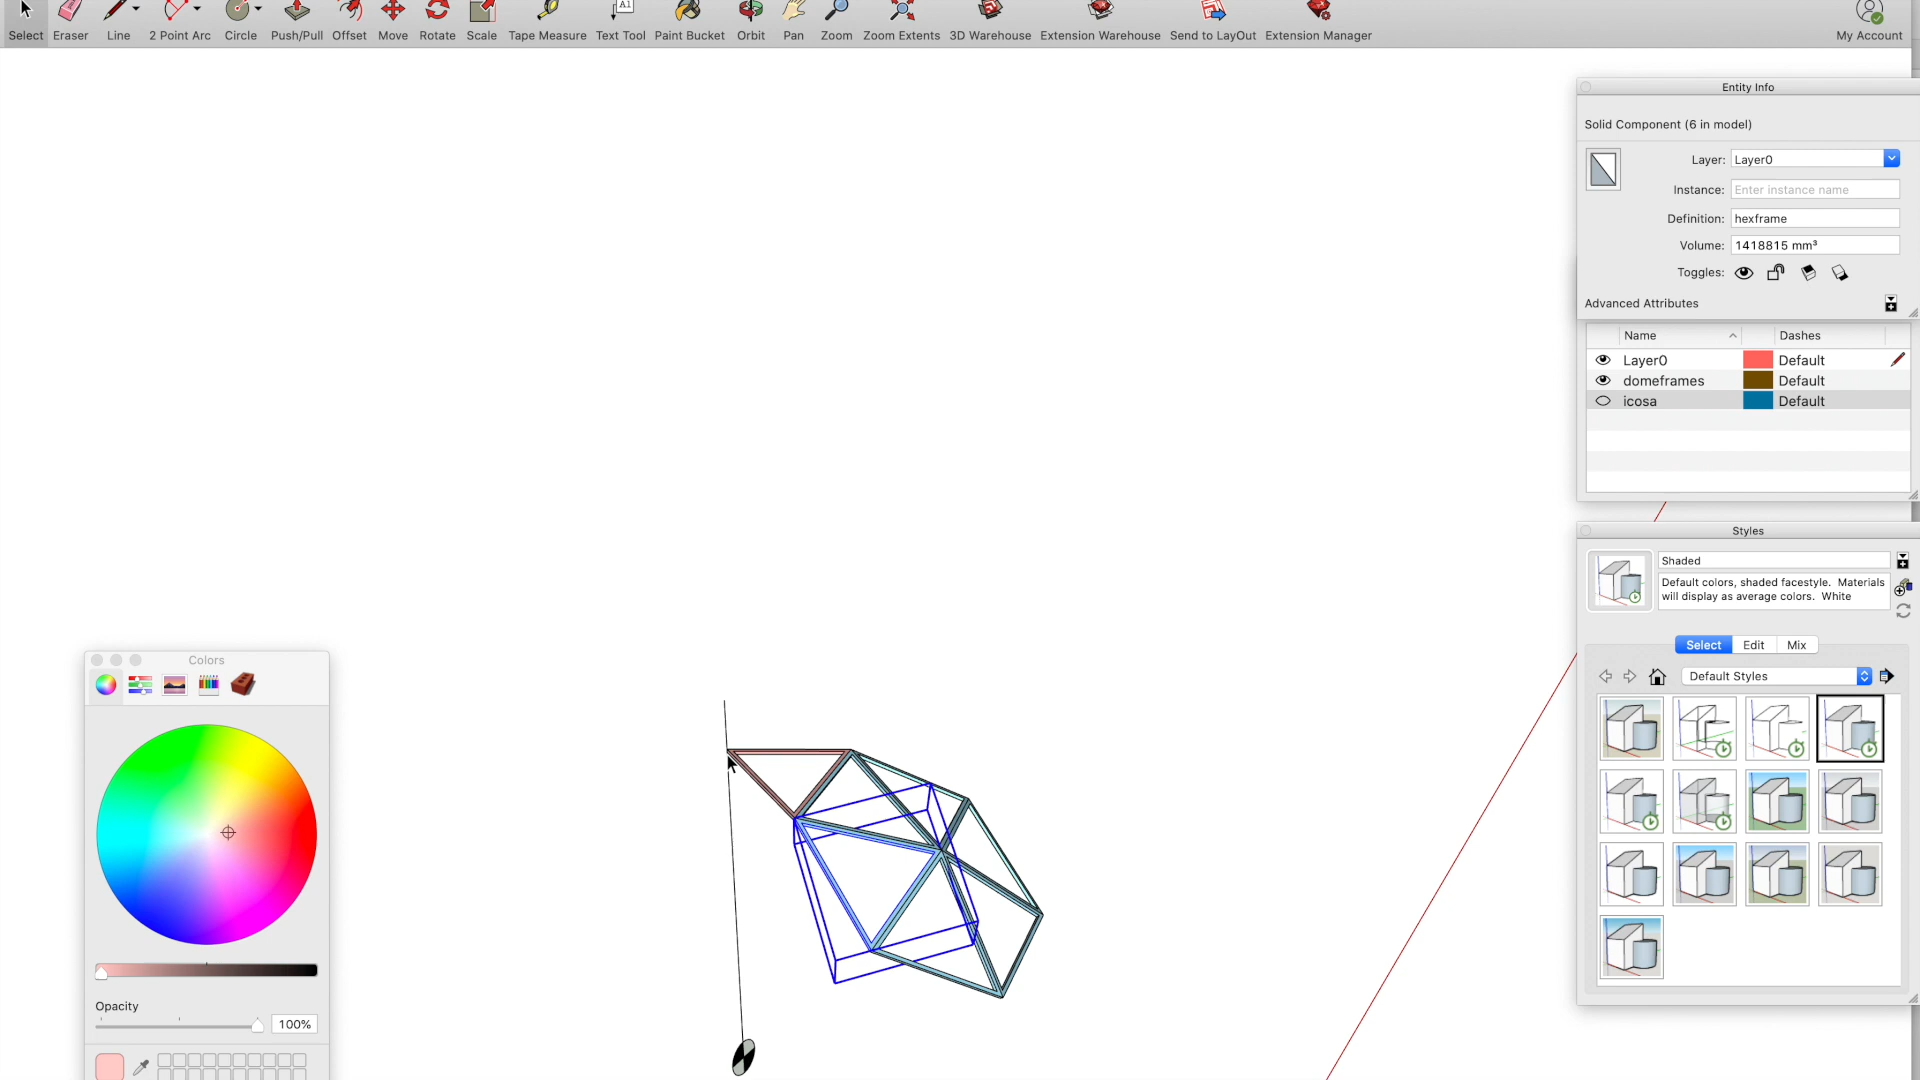 Select Eraser Line 2 Point Arc Circle Push/Pull Offset Move Rotate Scale Tape Measure Text Tool Paint Bucket Orbit Pan Zoom Zoom Extents 3D Warehouse Extension Warehouse Send to LayOut Extension Manager My Account
A1
Entity Info
Solid Component (6 in model)
Layer: Layer0
Instance: Enter instance name
Definition: hexframe
Volume: 1418815 mm³
Toggles:
Advanced Attributes
Name Dashes
Layer0 Default
domeframes Default
icosa Default
Styles
Shaded
Default colors, shaded facestyle. Materials
will display as average colors. White
Select Edit Mix
Default Styles
Colors
Opacity
100%